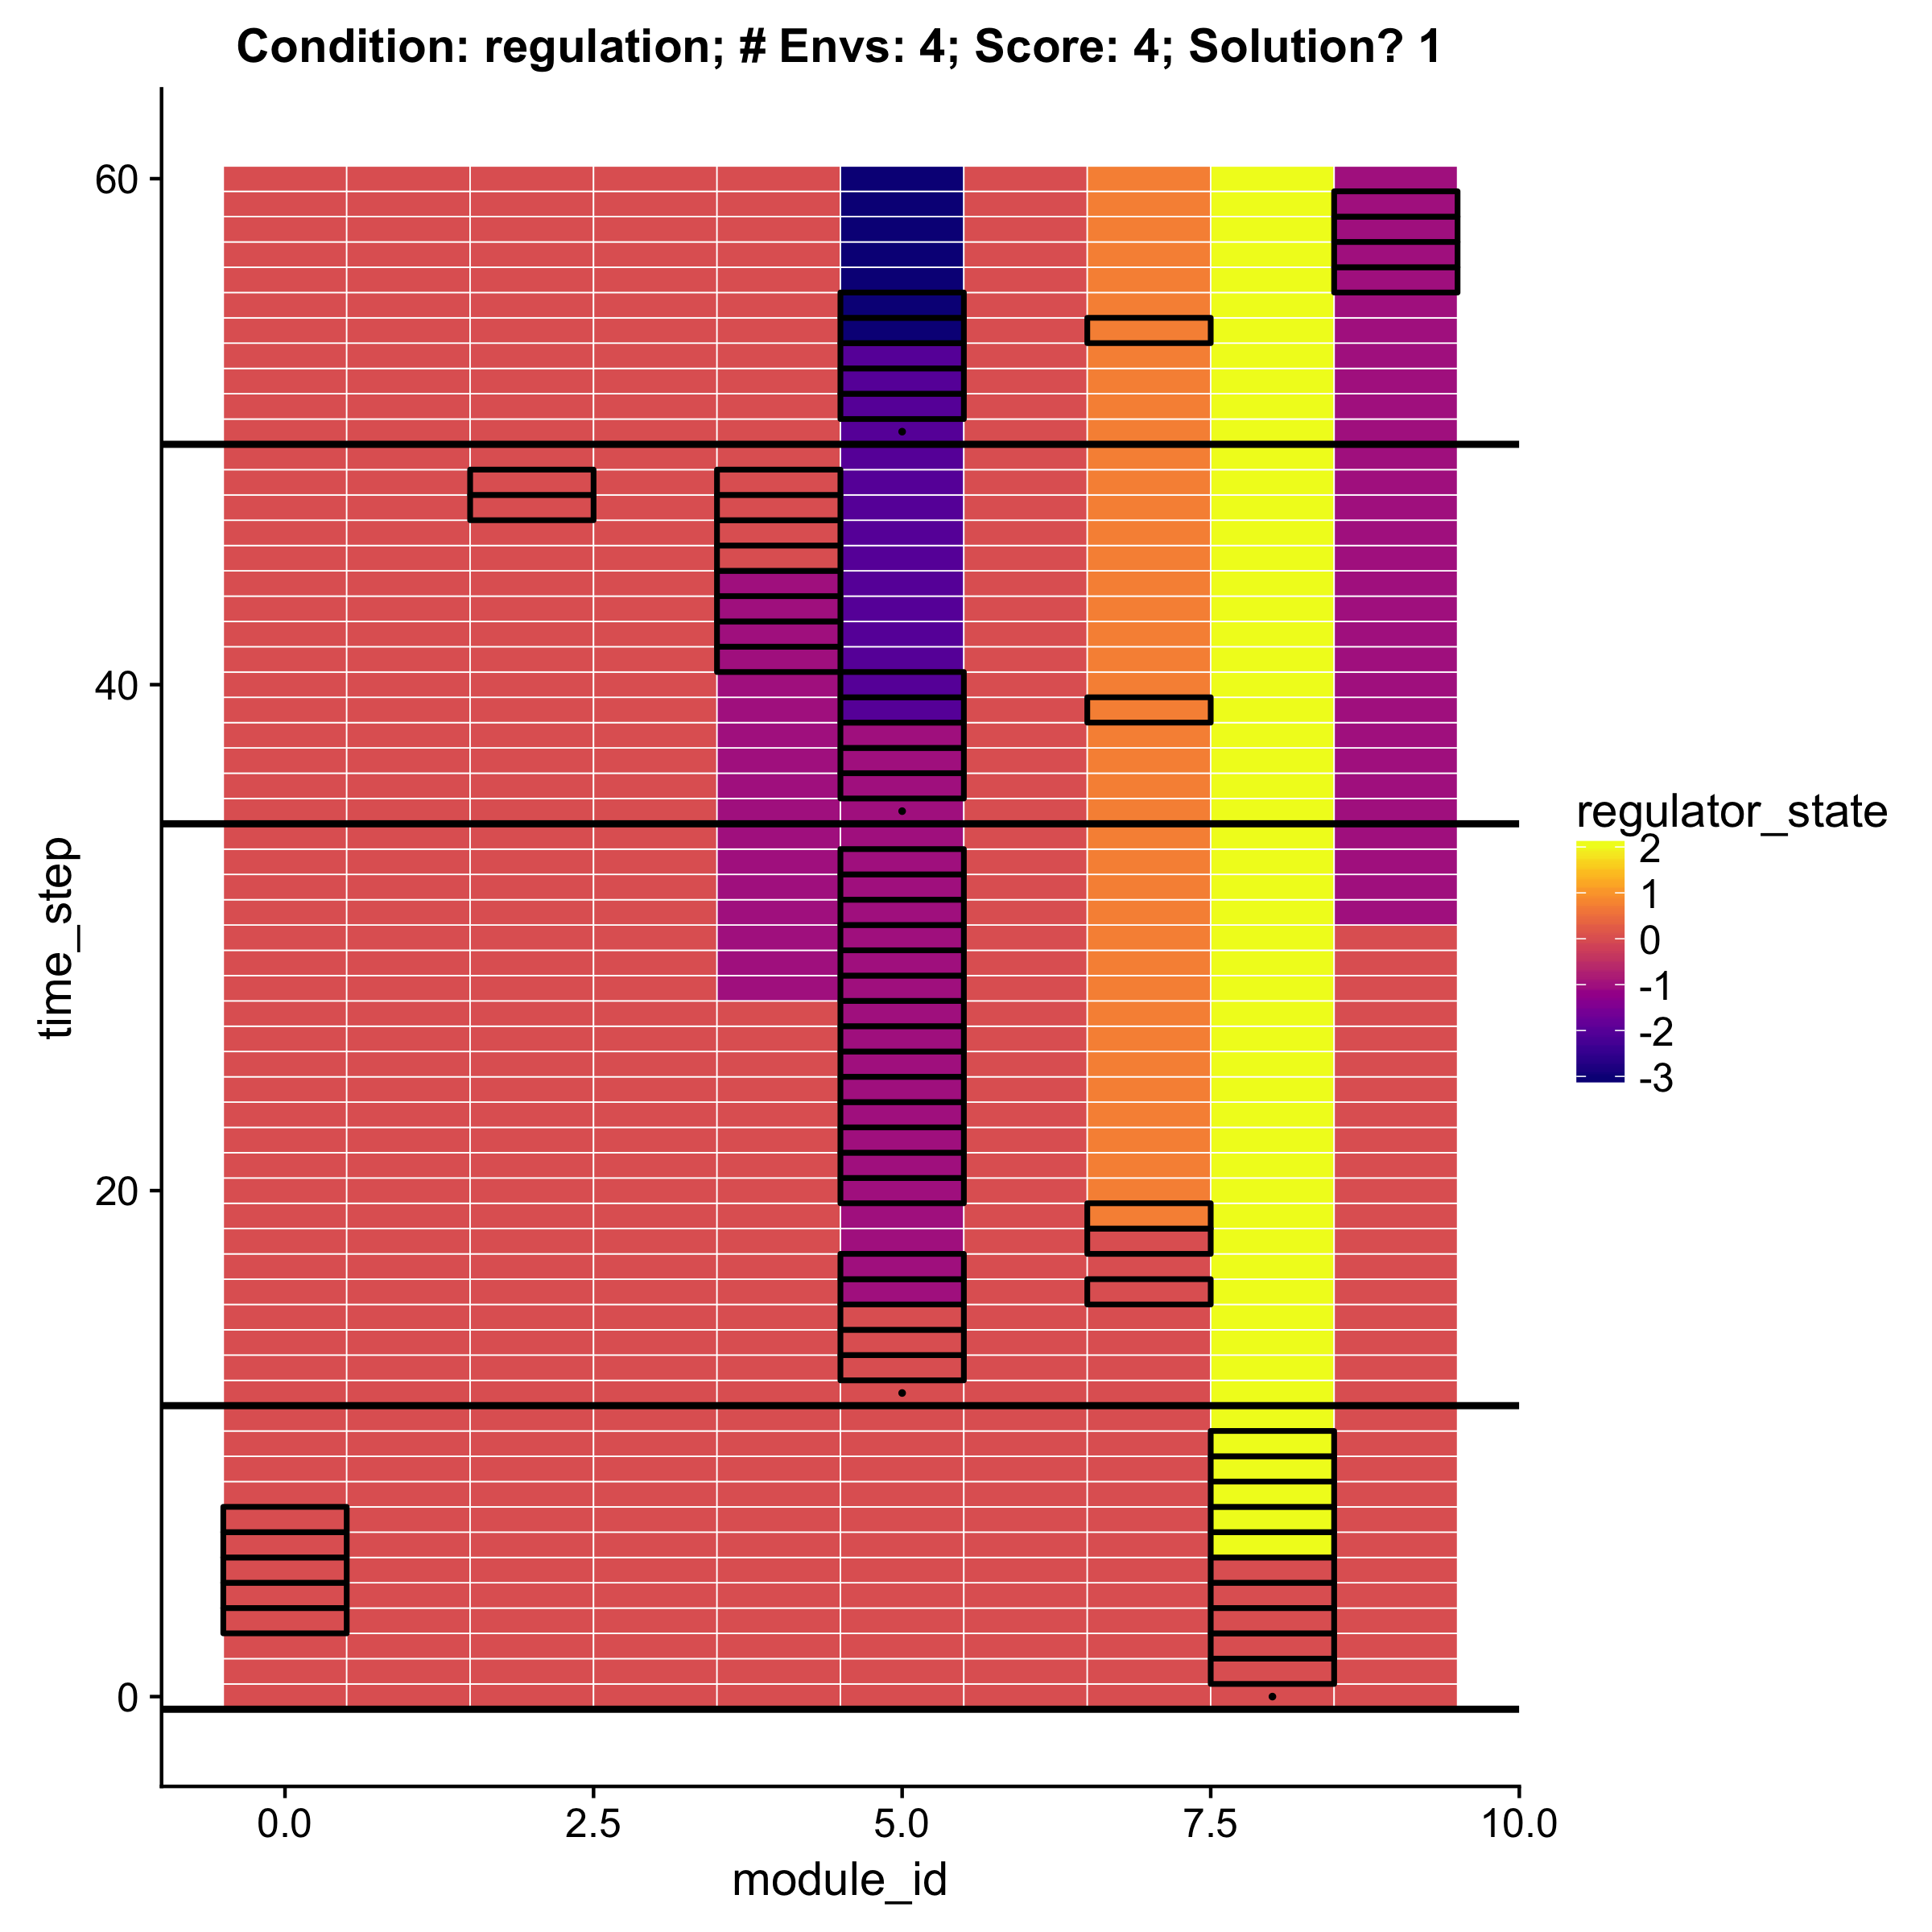 Condition: regulation; # Envs: 4; Score: 4; Solution? 1
60
40
20
0
time_step
0.0 2.5 5.0 7.5 10.0
module_id
regulator_state
2
1
0
-1
-2
-3